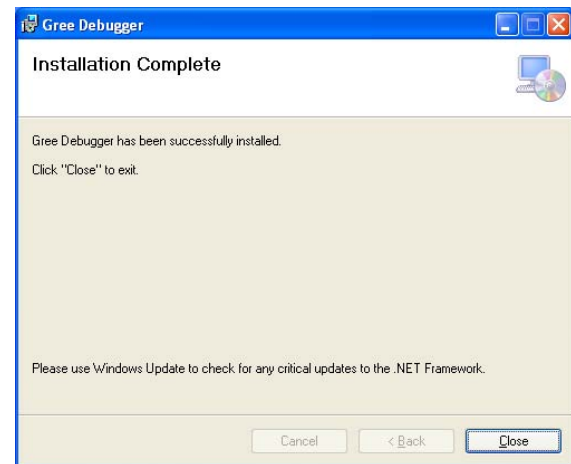 Gree Debugger
Installation Complete
Gree Debugger has been successfully installed.
Click "Close" to exit.
Please use Windows Update to check for any critical updates to the .NET Framework.
Cancel
< Back
Close